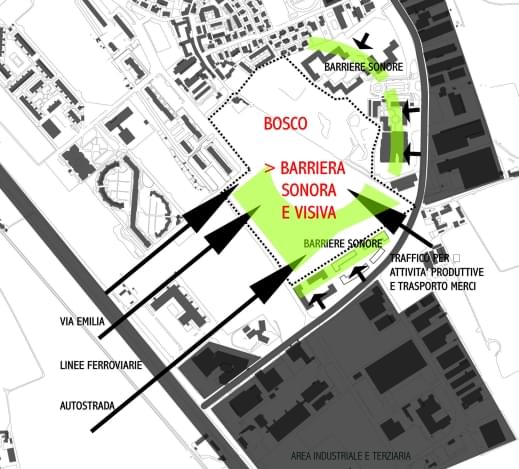 BARRIERE SONORE
BOSCO
> BARRIERA
SONORA
E VISIVA
BARRIERE SONORE
TRAFFICO PER
ATTIVITA' PRODUTTIVE
E TRASPORTO MERCI
VIA EMILIA
LINEE FERROVIARIE
AUTOSTRADA
AREA INDUSTRIALE E TERZIARIA